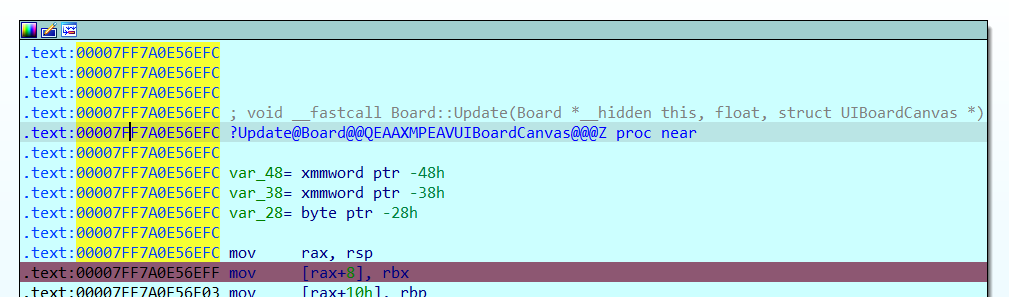 .text:00007FF7A0E56EFC
.text:00007FF7A0E56EFC
.text:00007FF7A0E56EFC
.text:00007FF7A0E56EFC ; void __fastcall Board::Update(Board *__hidden this, float, struct UIBoardCanvas *)
.text:00007FF7A0E56EFC ?Update@Board@@QEAAXMPEAVUIBoardCanvas@@@Z proc near
.text:00007FF7A0E56EFC
.text:00007FF7A0E56EFC var_48= xmmword ptr -48h
.text:00007FF7A0E56EFC var_38= xmmword ptr -38h
.text:00007FF7A0E56EFC var_28= byte ptr -28h
.text:00007FF7A0E56EFC
.text:00007FF7A0E56EFC mov     rax, rsp
.text:00007FF7A0E56EFF mov     [rax+8], rbx
.text:00007FF7A0E56F03 mov     [rax+10h], rbp